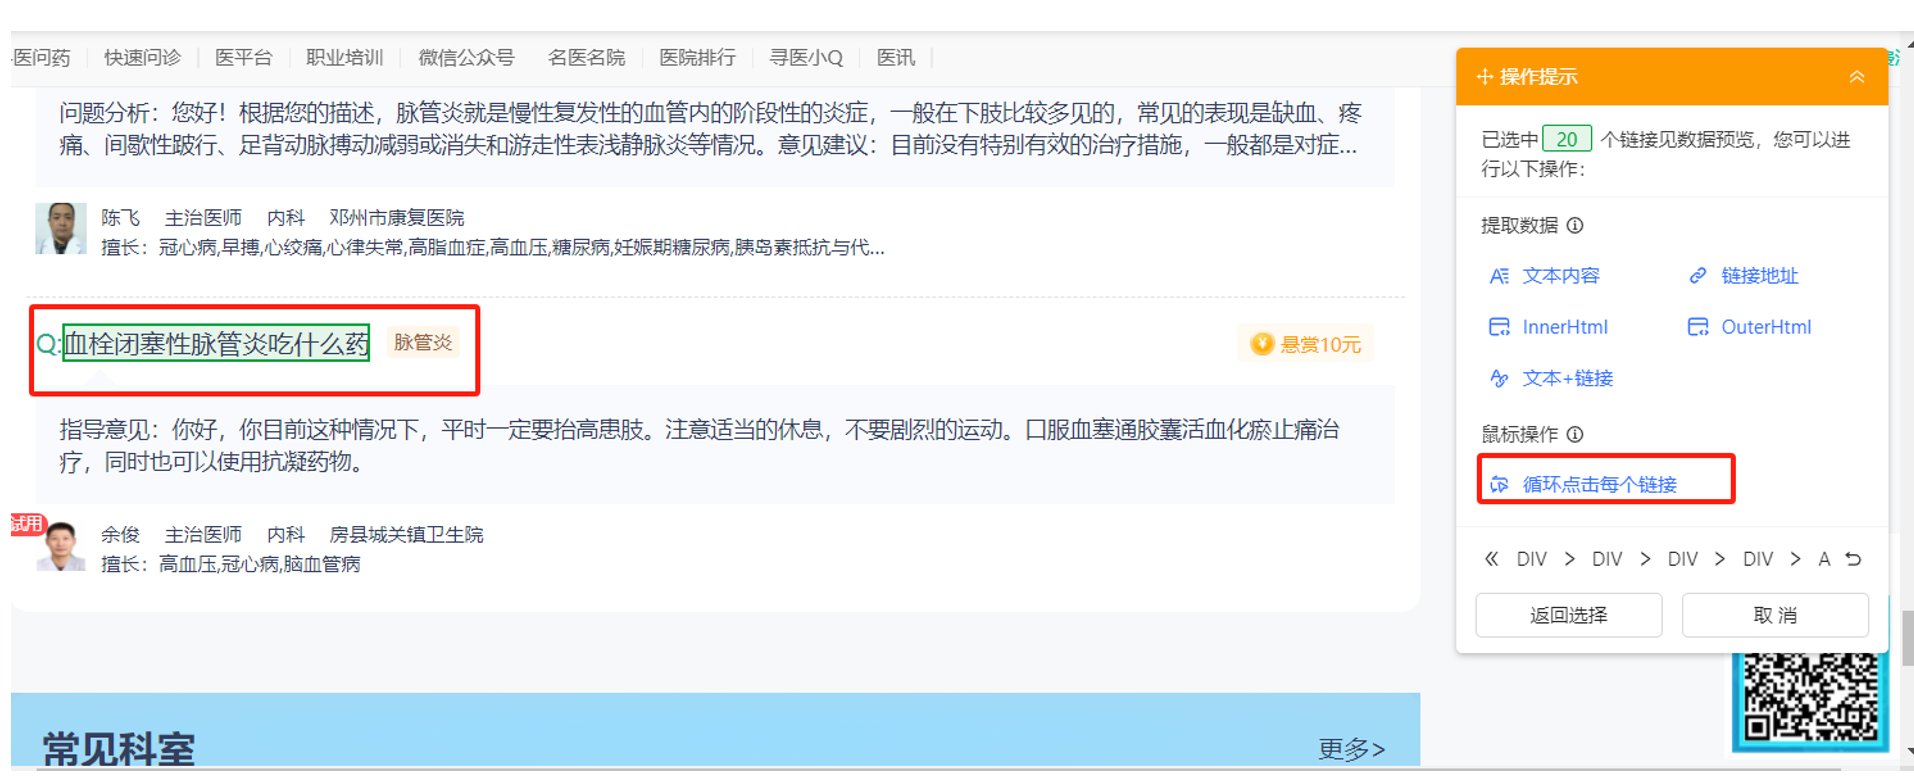 医问药 快速问诊 医平台 职业培训 微信公众号 名医名院 医院排行 寻医小Q 医讯
问题分析：您好！根据您的描述，脉管炎就是慢性复发性的血管内的阶段性的炎症，一般在下肢比较多见的，常见的表现是缺血、疼
痛、间歇性跛行、足背动脉搏动减弱或消失和游走性表浅静脉炎等情况。意见建议：目前没有特别有效的治疗措施，一般都是对症...
陈飞 主治医师 内科 邓州市康复医院
擅长：冠心病,早搏,心绞痛,心律失常,高脂血症,高血压,糖尿病,妊娠期糖尿病,胰岛素抵抗与代...
Q:血栓闭塞性脉管炎吃什么药 脉管炎 ¥ 悬赏10元
指导意见：你好，你目前这种情况下，平时一定要抬高患肢。注意适当的休息，不要剧烈的运动。口服血塞通胶囊活血化瘀止痛治
疗，同时也可以使用抗凝药物。
试用
余俊 主治医师 内科 房县城关镇卫生院
擅长：高血压,冠心病,脑血管病
常见科室 更多>
操作提示
已选中 20 个链接见数据预览，您可以进
行以下操作：
提取数据
文本内容 链接地址
InnerHtml OuterHtml
文本+链接
鼠标操作
循环点击每个链接
« DIV > DIV > DIV > DIV > A
返回选择 取 消